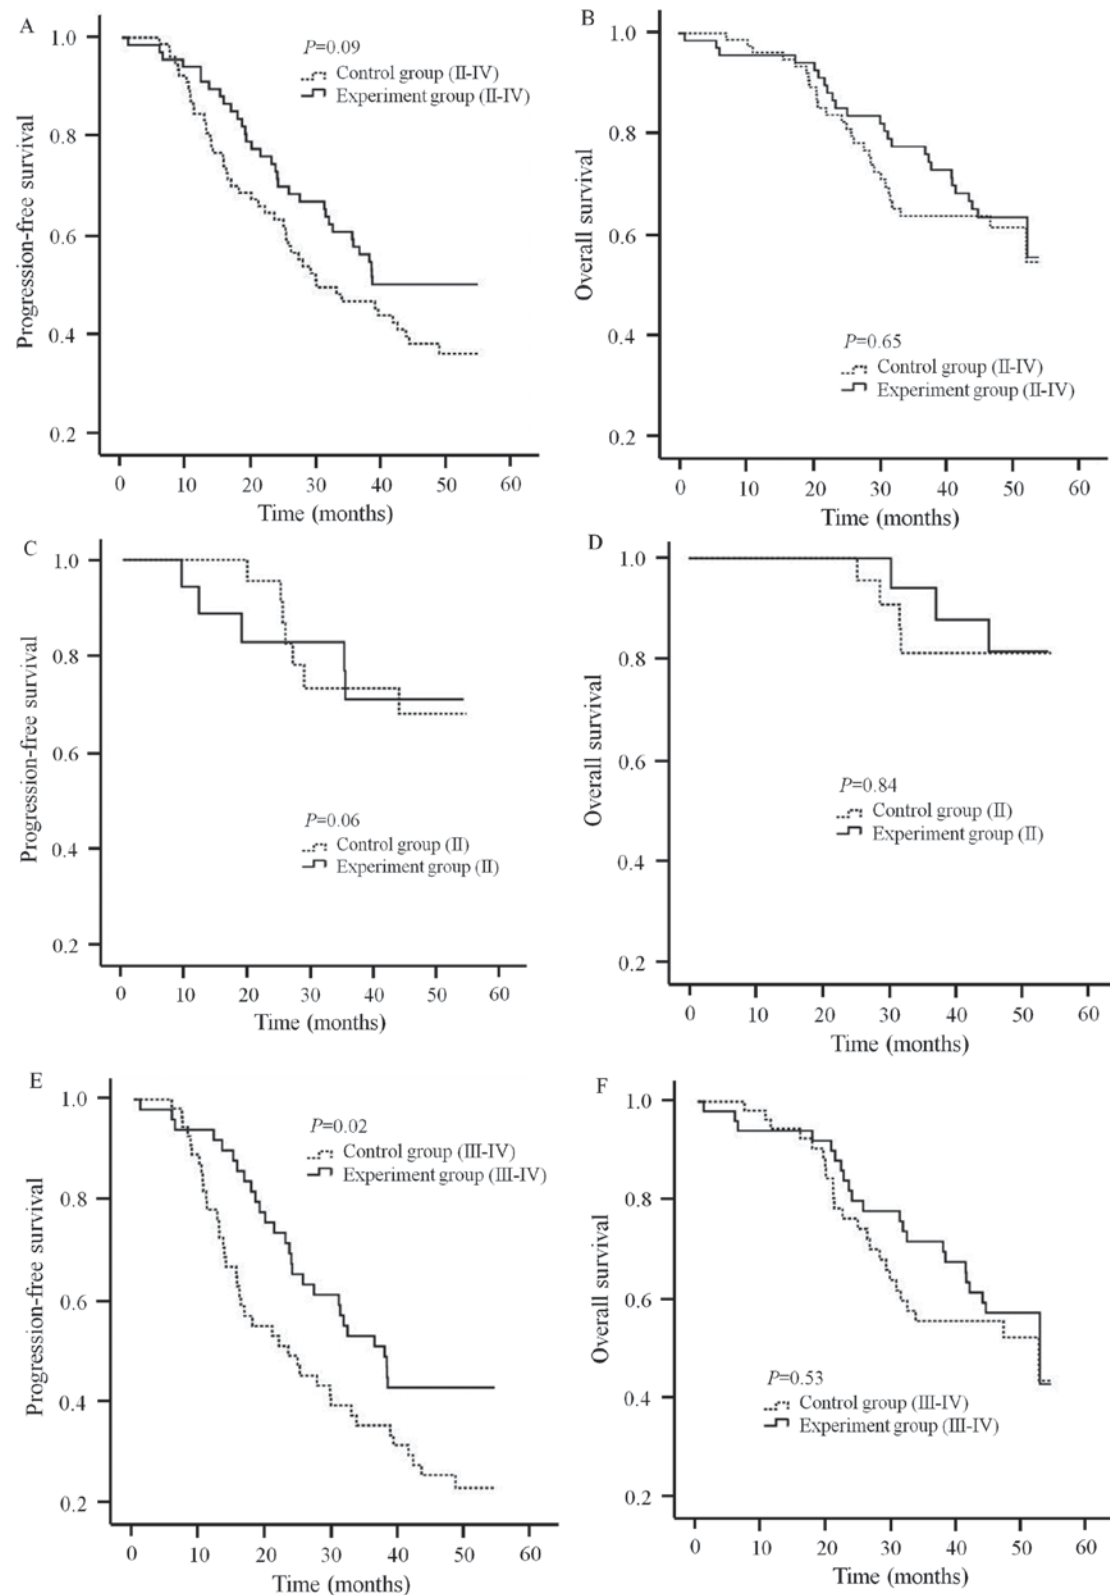 A
Progression-free survival
1.0
0.8
0.6
0.4
0.2
P=0.09
Control group (II-IV)
Experiment group (II-IV)
0 10 20 30 40 50 60
Time (months)
B
Overall survival
1.0
0.8
0.6
0.4
0.2
P=0.65
Control group (II-IV)
Experiment group (II-IV)
0 10 20 30 40 50 60
Time (months)
C
Progression-free survival
1.0
0.8
0.6
0.4
0.2
P=0.06
Control group (II)
Experiment group (II)
0 10 20 30 40 50 60
Time (months)
D
Overall survival
1.0
0.8
0.6
0.4
0.2
P=0.84
Control group (II)
Experiment group (II)
0 10 20 30 40 50 60
Time (months)
E
Progression-free survival
1.0
0.8
0.6
0.4
0.2
P=0.02
Control group (III-IV)
Experiment group (III-IV)
0 10 20 30 40 50 60
Time (months)
F
Overall survival
1.0
0.8
0.6
0.4
0.2
P=0.53
Control group (III-IV)
Experiment group (III-IV)
0 10 20 30 40 50 60
Time (months)